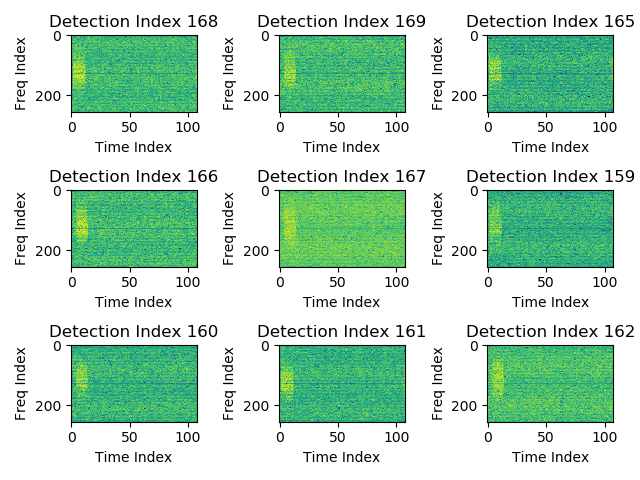 Detection Index 168
Detection Index 169
Detection Index 165
0
200
Freq Index
0 50 100
Time Index
0
200
Freq Index
0 50 100
Time Index
0
200
Freq Index
0 50 100
Time Index
Detection Index 166
Detection Index 167
Detection Index 159
0
200
Freq Index
0 50 100
Time Index
0
200
Freq Index
0 50 100
Time Index
0
200
Freq Index
0 50 100
Time Index
Detection Index 160
Detection Index 161
Detection Index 162
0
200
Freq Index
0 50 100
Time Index
0
200
Freq Index
0 50 100
Time Index
0
200
Freq Index
0 50 100
Time Index